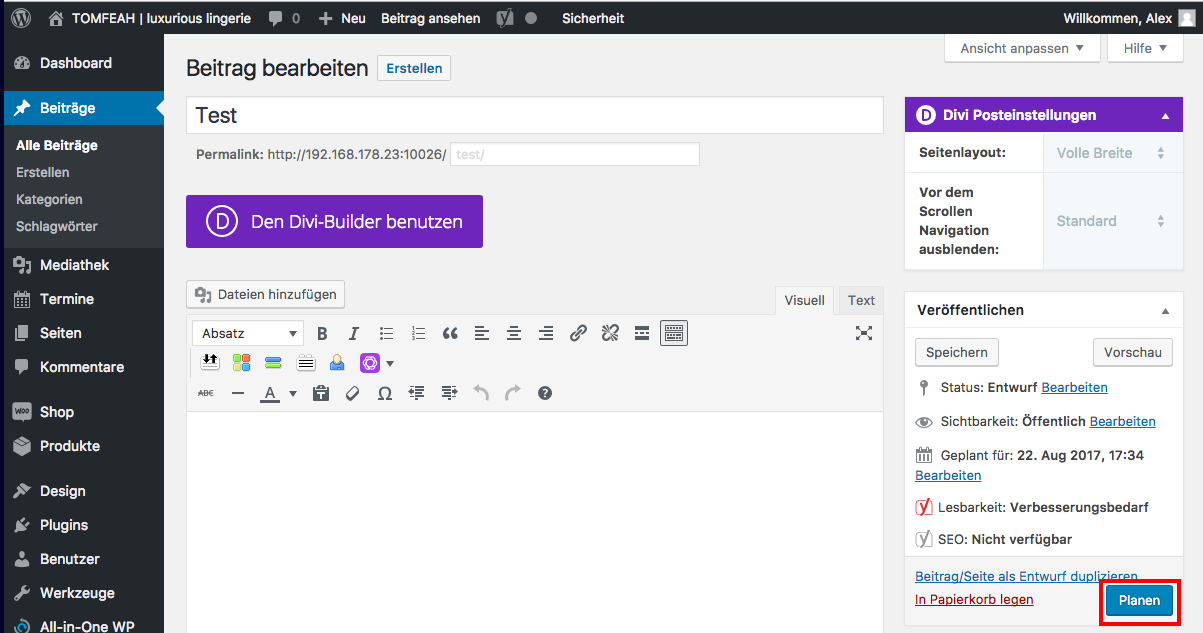 TOMFEAH | luxurious lingerie 0 Neu Beitrag ansehen Sicherheit Willkommen, Alex
Dashboard
Beiträge
Alle Beiträge
Erstellen
Kategorien
Schlagwörter
Mediathek
Termine
Seiten
Kommentare
Shop
Produkte
Design
Plugins
Benutzer
Werkzeuge
All-in-One WP
Ansicht anpassen Hilfe
Beitrag bearbeiten Erstellen
Test
Permalink: http://192.168.178.23:10026/ test/
D Den Divi-Builder benutzen
Dateien hinzufügen
Visuell Text
Absatz B I
ABC A Ω
D Divi Posteinstellungen
Seitenlayout: Volle Breite
Vor dem
Scrollen
Navigation
ausblenden:
Standard
Veröffentlichen
Speichern Vorschau
Status: Entwurf Bearbeiten
Sichtbarkeit: Öffentlich Bearbeiten
Geplant für: 22. Aug 2017, 17:34
Bearbeiten
Lesbarkeit: Verbesserungsbedarf
SEO: Nicht verfügbar
Beitrag/Seite als Entwurf duplizieren
In Papierkorb legen Planen